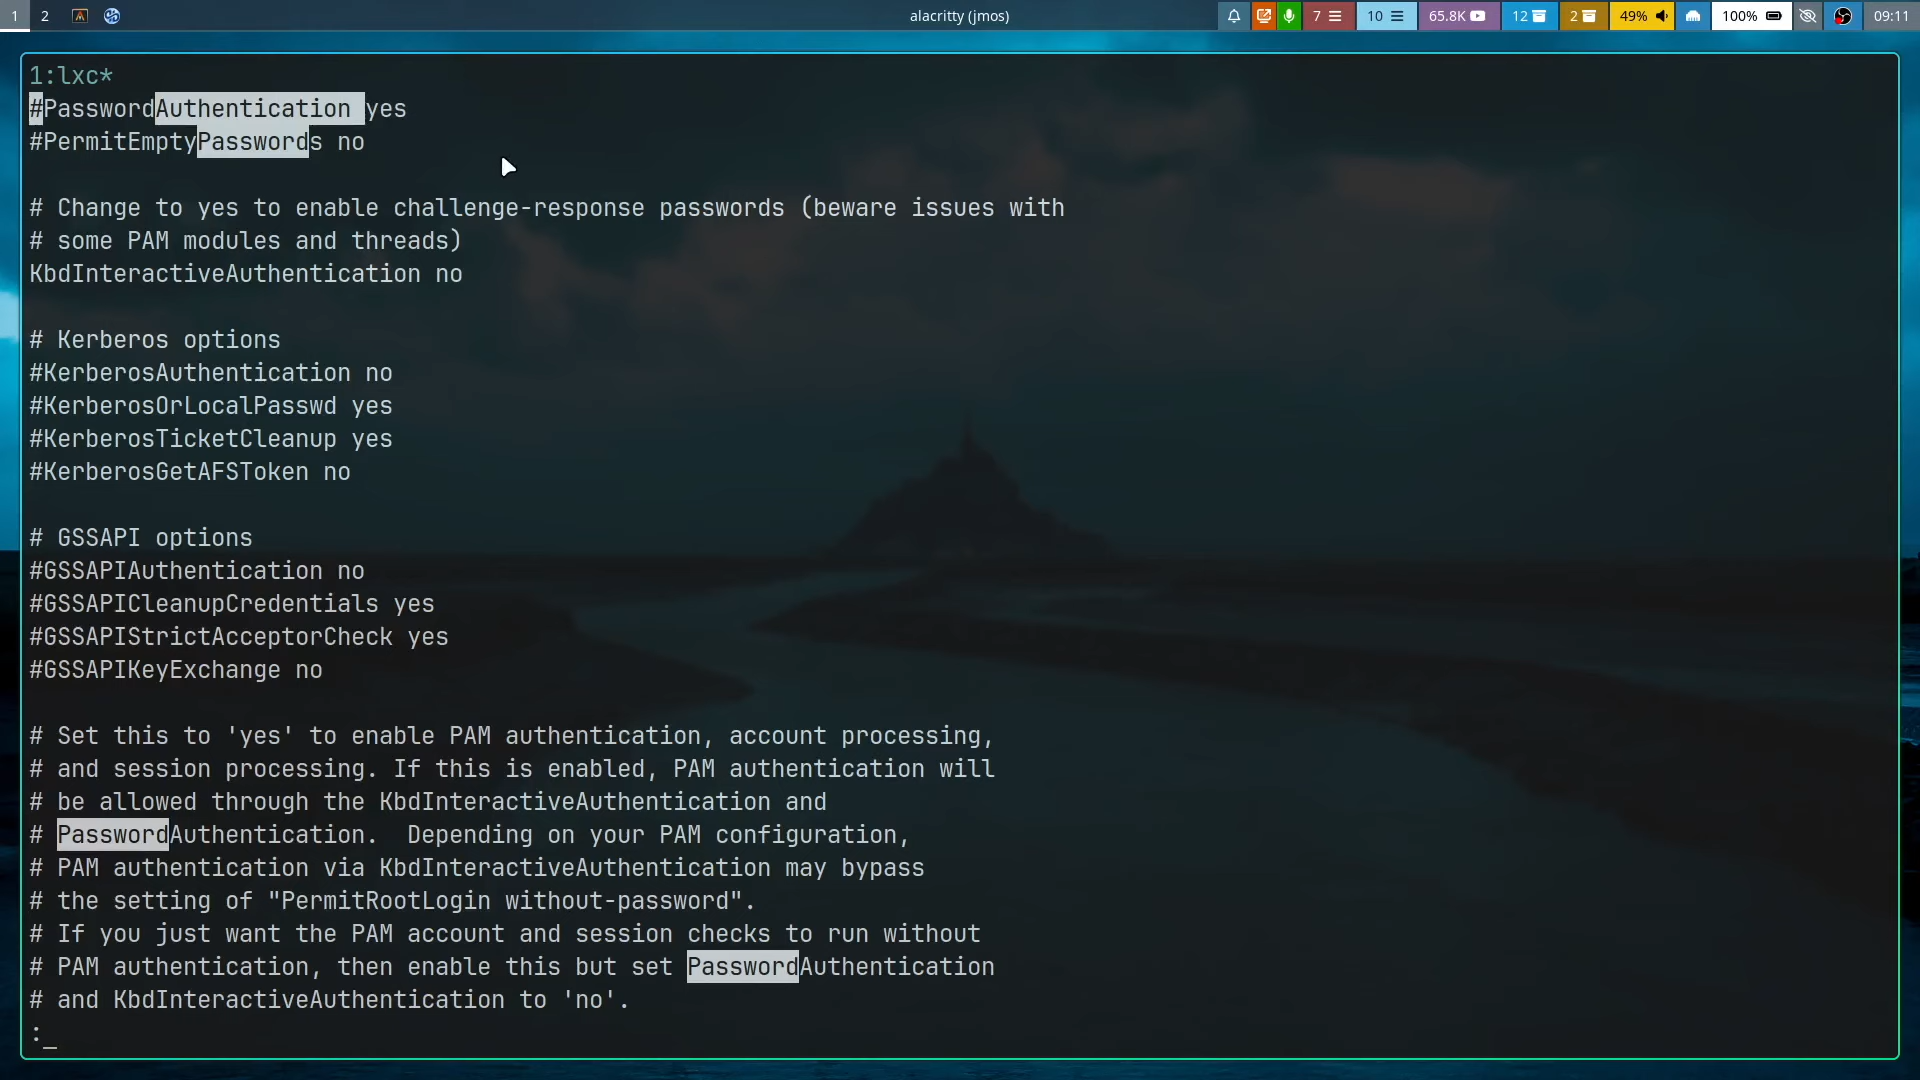 1 2 alacritty (jmos) 7 10 65.8K 12 2 49% 100% 09:11
1:lxc*
#PasswordAuthentication yes
#PermitEmptyPasswords no
# Change to yes to enable challenge-response passwords (beware issues with
# some PAM modules and threads)
KbdInteractiveAuthentication no
# Kerberos options
#KerberosAuthentication no
#KerberosOrLocalPasswd yes
#KerberosTicketCleanup yes
#KerberosGetAFSToken no
# GSSAPI options
#GSSAPIAuthentication no
#GSSAPICleanupCredentials yes
#GSSAPIStrictAcceptorCheck yes
#GSSAPIKeyExchange no
# Set this to 'yes' to enable PAM authentication, account processing,
# and session processing. If this is enabled, PAM authentication will
# be allowed through the KbdInteractiveAuthentication and
# PasswordAuthentication.  Depending on your PAM configuration,
# PAM authentication via KbdInteractiveAuthentication may bypass
# the setting of "PermitRootLogin without-password".
# If you just want the PAM account and session checks to run without
# PAM authentication, then enable this but set PasswordAuthentication
# and KbdInteractiveAuthentication to 'no'.
:_